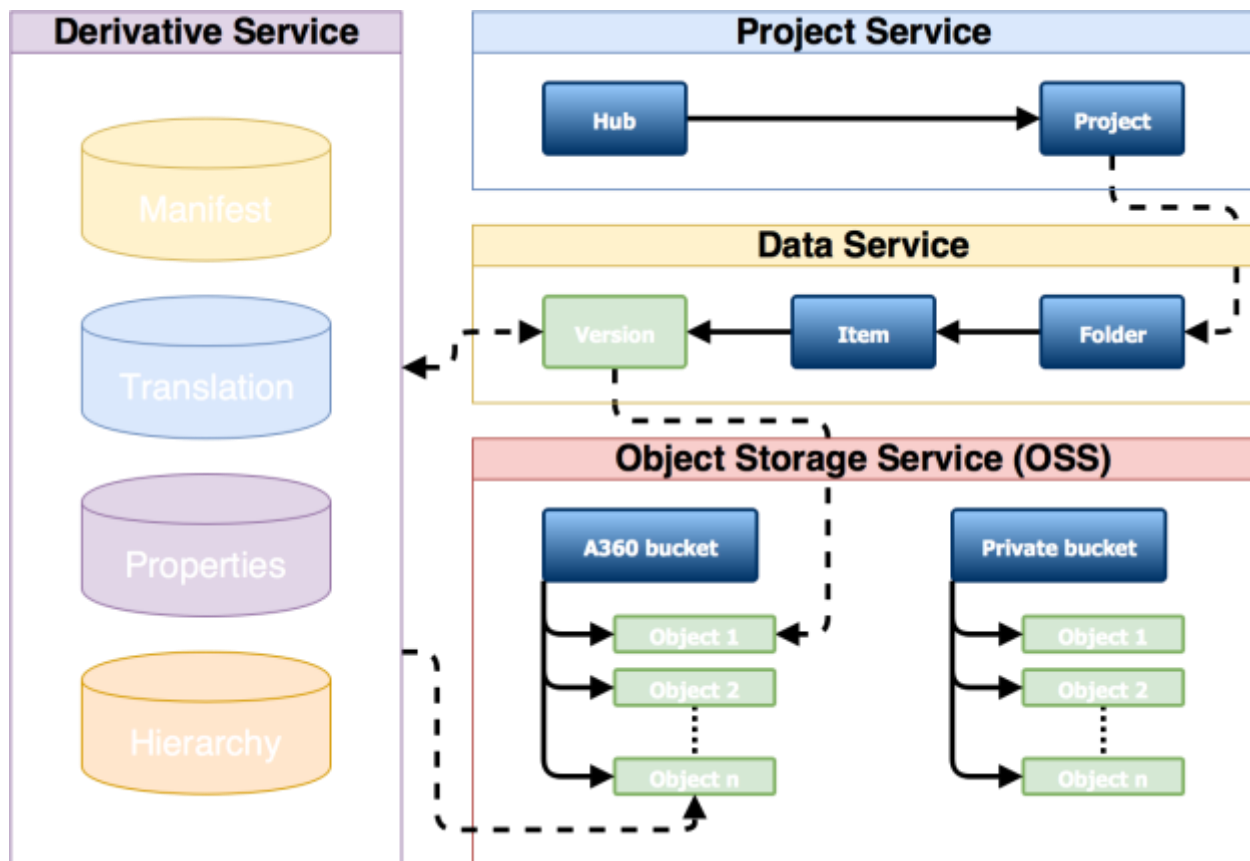 Derivative Service
Manifest
Translation
Properties
Hierarchy
Project Service
Hub
Project
Data Service
Version
Item
Folder
Object Storage Service (OSS)
A360 bucket
Object 1
Object 2
Object n
Private bucket
Object 1
Object 2
Object n